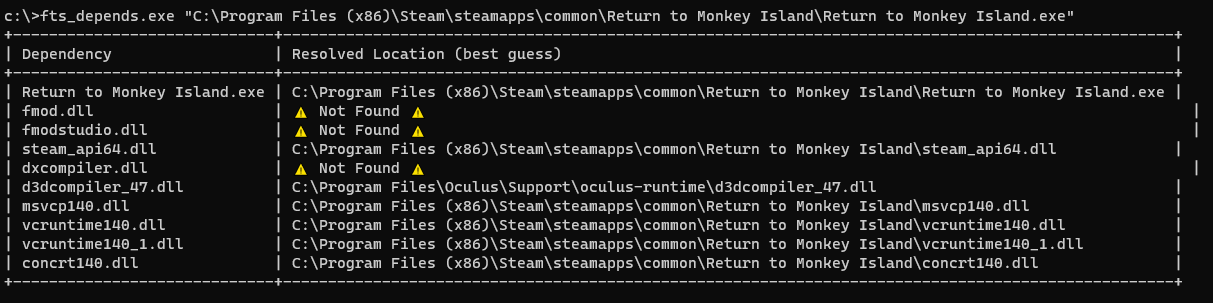 c:\>fts_depends.exe "C:\Program Files (x86)\Steam\steamapps\common\Return to Monkey Island\Return to Monkey Island.exe"
+-----------------------------+---------------------------------------------------------------------------------------------------+
| Dependency                  | Resolved Location (best guess)                                                                    |
+-----------------------------+---------------------------------------------------------------------------------------------------+
| Return to Monkey Island.exe | C:\Program Files (x86)\Steam\steamapps\common\Return to Monkey Island\Return to Monkey Island.exe |
| fmod.dll                    | ⚠ Not Found ⚠                                                                                      |
| fmodstudio.dll              | ⚠ Not Found ⚠                                                                                      |
| steam_api64.dll             | C:\Program Files (x86)\Steam\steamapps\common\Return to Monkey Island\steam_api64.dll             |
| dxcompiler.dll              | ⚠ Not Found ⚠                                                                                      |
| d3dcompiler_47.dll          | C:\Program Files\Oculus\Support\oculus-runtime\d3dcompiler_47.dll                                 |
| msvcp140.dll                | C:\Program Files (x86)\Steam\steamapps\common\Return to Monkey Island\msvcp140.dll                |
| vcruntime140.dll            | C:\Program Files (x86)\Steam\steamapps\common\Return to Monkey Island\vcruntime140.dll            |
| vcruntime140_1.dll          | C:\Program Files (x86)\Steam\steamapps\common\Return to Monkey Island\vcruntime140_1.dll          |
| concrt140.dll               | C:\Program Files (x86)\Steam\steamapps\common\Return to Monkey Island\concrt140.dll               |
+-----------------------------+---------------------------------------------------------------------------------------------------+